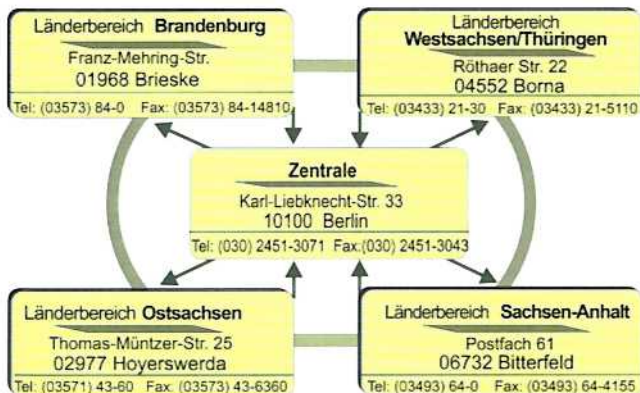 Länderbereich Brandenburg
Franz-Mehring-Str.
01968 Brieske
Tel: (03573) 84-0 Fax: (03573) 84-14810
Länderbereich
Westsachsen/Thüringen
Röthaer Str. 22
04552 Borna
Tel: (03433) 21-30 Fax: (03433) 21-5110
Zentrale
Karl-Liebknecht-Str. 33
10100 Berlin
Tel: (030) 2451-3071 Fax:(030) 2451-3043
Länderbereich Ostsachsen
Thomas-Müntzer-Str. 25
02977 Hoyerswerda
Tel: (03571) 43-60 Fax: (03573) 43-6360
Länderbereich Sachsen-Anhalt
Postfach 61
06732 Bitterfeld
Tel: (03493) 64-0 Fax: (03493) 64-4155